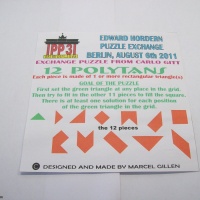 IPP31
EDWARD HORDERN
PUZZLE EXCHANGE
BERLIN, AUGUST 6th 2011
EXCHANGE PUZZLE FROM CARLO GITT
12 POLYTANS
Each piece is made of 1 or more rectangular triangle(s)
GOAL OF THE PUZZLE
First set the green triangle at any place in the grid.
Then try to fit the other 11 pieces to fill the square.
There is at least one solution for each position
of the green triangle in the grid.
the 12 pieces
© DESIGNED AND MADE BY MARCEL GILLEN